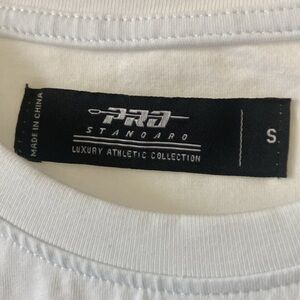 MADE IN CHINA
PRO
STANDARD
LUXURY ATHLETIC COLLECTION
S